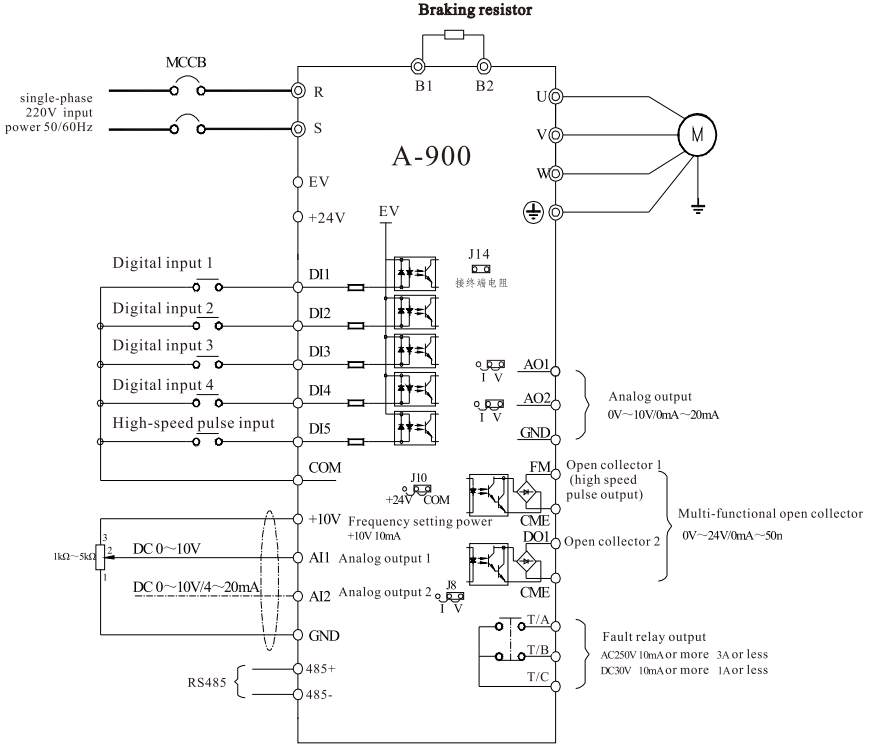 Braking resistor
MCCB
B1
B2
single-phase
220V input
power 50/60Hz
R
S
U
V
W
M
A-900
EV
+24V
EV
J14
接终端电阻
Digital input 1
DI1
Digital input 2
DI2
Digital input 3
DI3
Digital input 4
DI4
High-speed pulse input
DI5
COM
I V
AO1
I V
AO2
GND
Analog output
0V～10V/0mA～20mA
J10
+24V COM
FM
CME
Open collector 1
(high speed
pulse output)
DO1
Open collector 2
CME
Multi-functional open collector
0V～24V/0mA～50n
+10V
Frequency setting power
+10V 10mA
3
2
1
1kΩ～5kΩ
DC 0～10V
AI1
Analog output 1
DC 0～10V/4～20mA
AI2
Analog output 2
J8
I V
GND
T/A
T/B
T/C
Fault relay output
AC250V 10mA or more 3A or less
DC30V 10mA or more 1A or less
RS485
485+
485-